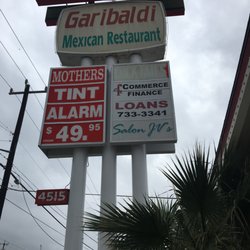 Garibaldi
Mexican Restaurant
MOTHERS
TINT
ALARM
$49.95
COMMERCE
FINANCE
LOANS
733-3341
Salon JV's
4515